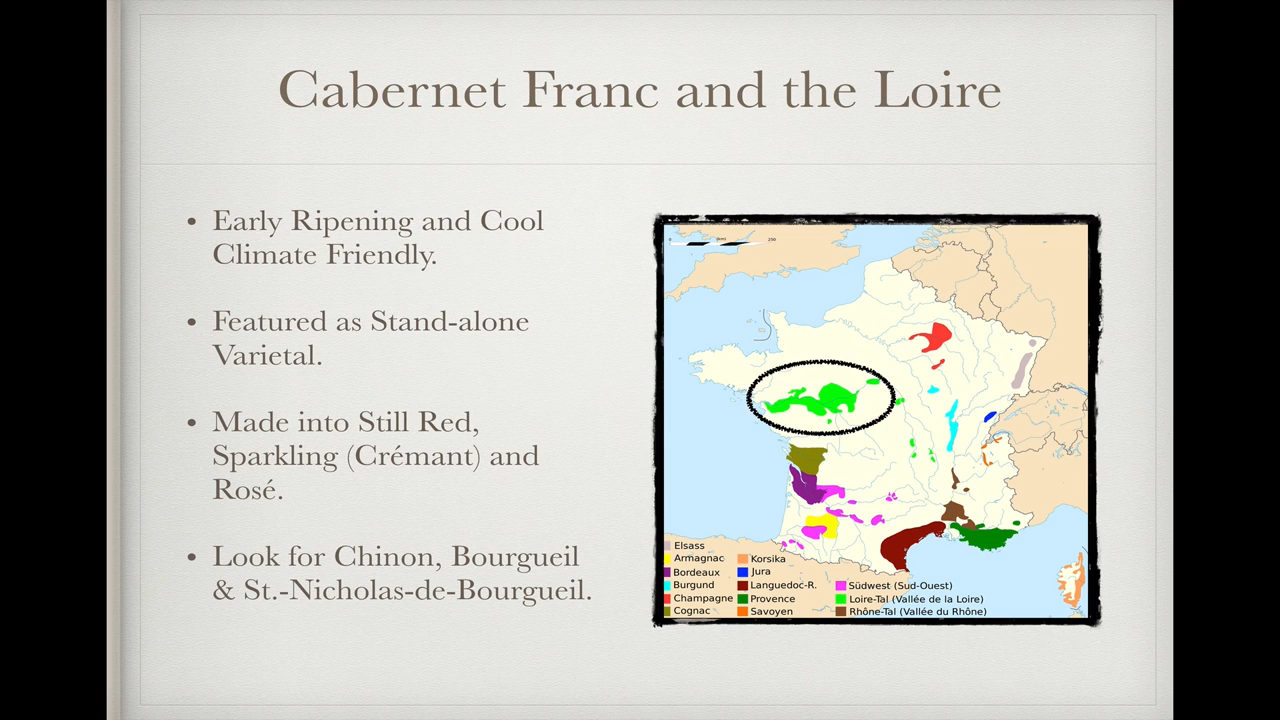 Cabernet Franc and the Loire
• Early Ripening and Cool
Climate Friendly.
• Featured as Stand-alone
Varietal.
• Made into Still Red,
Sparkling (Crémant) and
Rosé.
• Look for Chinon, Bourgueil
& St.-Nicholas-de-Bourgueil.
0 (km) 250
Elsass
Armagnac
Bordeaux
Burgund
Champagne
Cognac
Korsika
Jura
Languedoc-R.
Provence
Savoyen
Südwest (Sud-Ouest)
Loire-Tal (Vallée de la Loire)
Rhône-Tal (Vallée du Rhône)